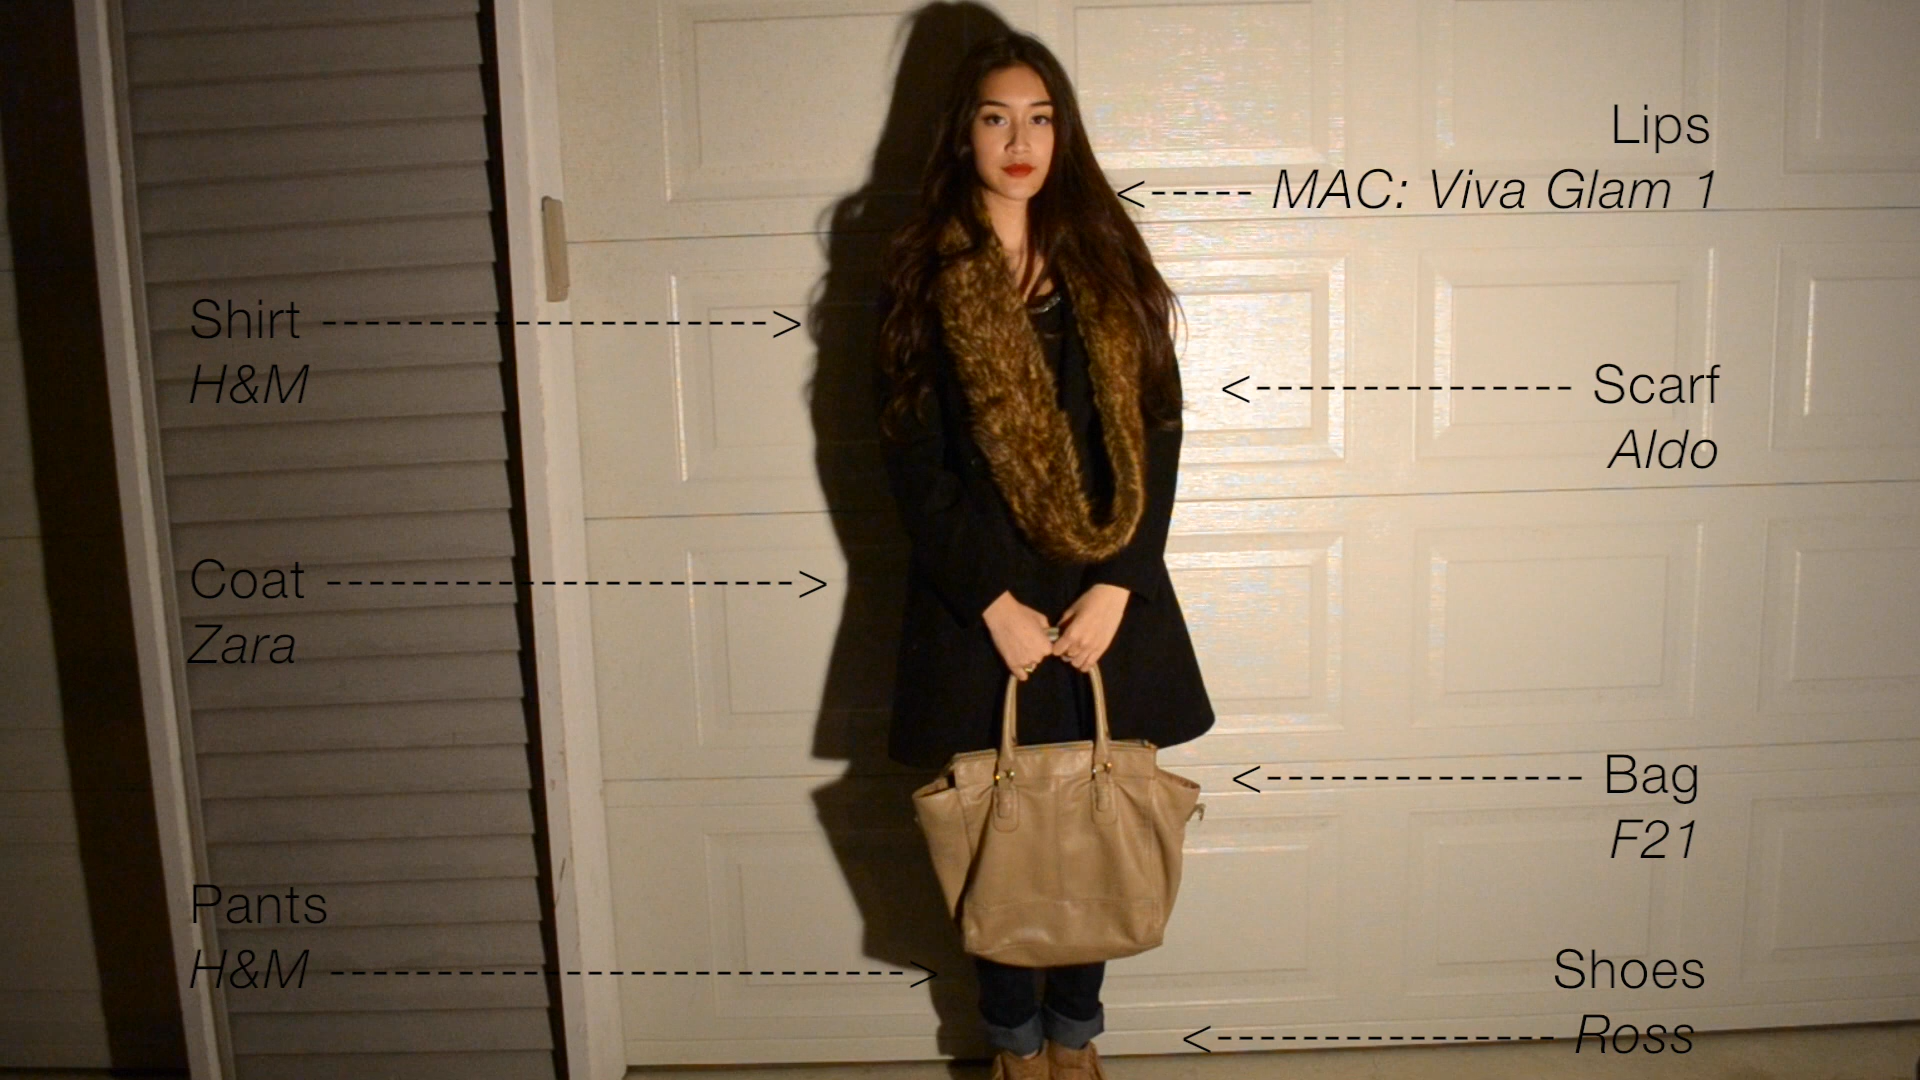 Lips
MAC: Viva Glam 1
Shirt
H&M
Scarf
Aldo
Coat
Zara
Bag
F21
Pants
H&M
Shoes
Ross